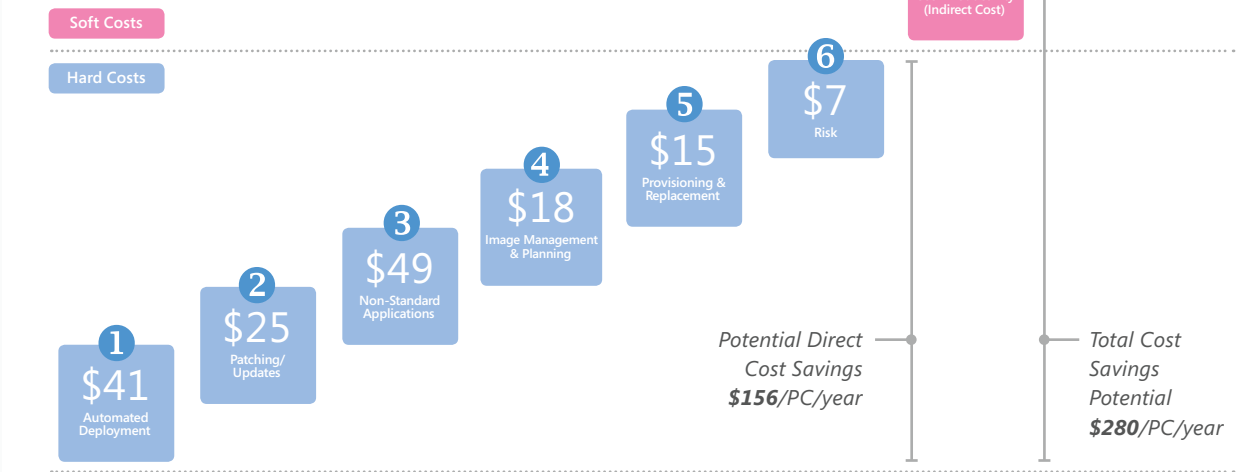 (Indirect Cost)
Soft Costs
Hard Costs
6
$7
Risk
5
$15
Provisioning &
Replacement
4
$18
Image Management
& Planning
3
$49
Non-Standard
Applications
2
$25
Patching/
Updates
1
$41
Automated
Deployment
Potential Direct
Cost Savings
$156/PC/year
Total Cost
Savings
Potential
$280/PC/year